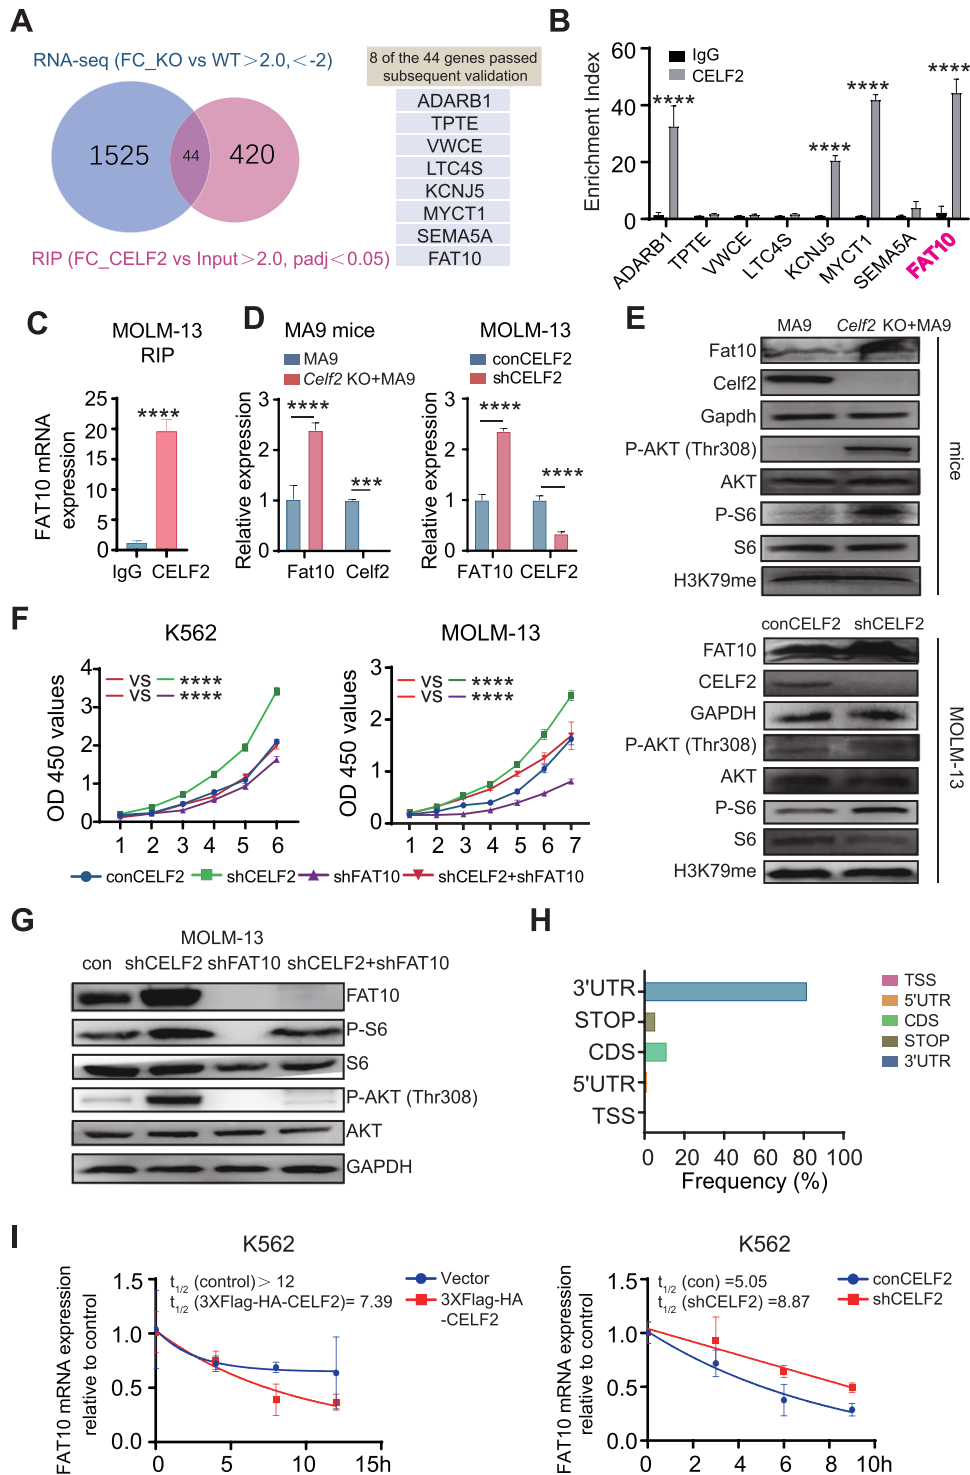 A
RNA-seq (FC_KO vs WT>2.0,<-2)
1525
44
420
RIP (FC_CELF2 vs Input>2.0, padj<0.05)
8 of the 44 genes passed
subsequent validation
ADARB1
TPTE
VWCE
LTC4S
KCNJ5
MYCT1
SEMA5A
FAT10
B
Enrichment Index
60
40
20
0
IgG
CELF2
****
****
****
****
ADARB1
TPTE
VWCE
LTC4S
KCNJ5
MYCT1
SEMA5A
FAT10
C
MOLM-13
RIP
FAT10 mRNA
expression
25
20
15
10
5
0
****
IgG CELF2
D
MA9 mice
MA9
Celf2 KO+MA9
Relative expression
3
2
1
0
****
***
Fat10 Celf2
MOLM-13
conCELF2
shCELF2
Relative expression
3
2
1
0
****
****
FAT10 CELF2
E
MA9 Celf2 KO+MA9
Fat10
Celf2
Gapdh
P-AKT (Thr308)
AKT
P-S6
S6
H3K79me
mice
conCELF2 shCELF2
FAT10
CELF2
GAPDH
P-AKT (Thr308)
AKT
P-S6
S6
H3K79me
MOLM-13
F
K562
OD 450 values
4
3
2
1
0
VS ****
VS ****
1 2 3 4 5 6
MOLM-13
OD 450 values
3
2
1
0
VS ****
VS ****
1 2 3 4 5 6 7
conCELF2 shCELF2 shFAT10 shCELF2+shFAT10
G
MOLM-13
con shCELF2 shFAT10 shCELF2+shFAT10
FAT10
P-S6
S6
P-AKT (Thr308)
AKT
GAPDH
H
3'UTR
STOP
CDS
5'UTR
TSS
0 20 40 60 80 100
Frequency (%)
TSS
5'UTR
CDS
STOP
3'UTR
I
K562
FAT10 mRNA expression
relative to control
1.5
1.0
0.5
0.0
t1/2 (control)> 12
t1/2 (3XFlag-HA-CELF2)= 7.39
Vector
3XFlag-HA
-CELF2
0 5 10 15h
K562
FAT10 mRNA expression
relative to control
1.5
1.0
0.5
0.0
t1/2 (con) =5.05
t1/2 (shCELF2) =8.87
conCELF2
shCELF2
0 2 4 6 8 10h